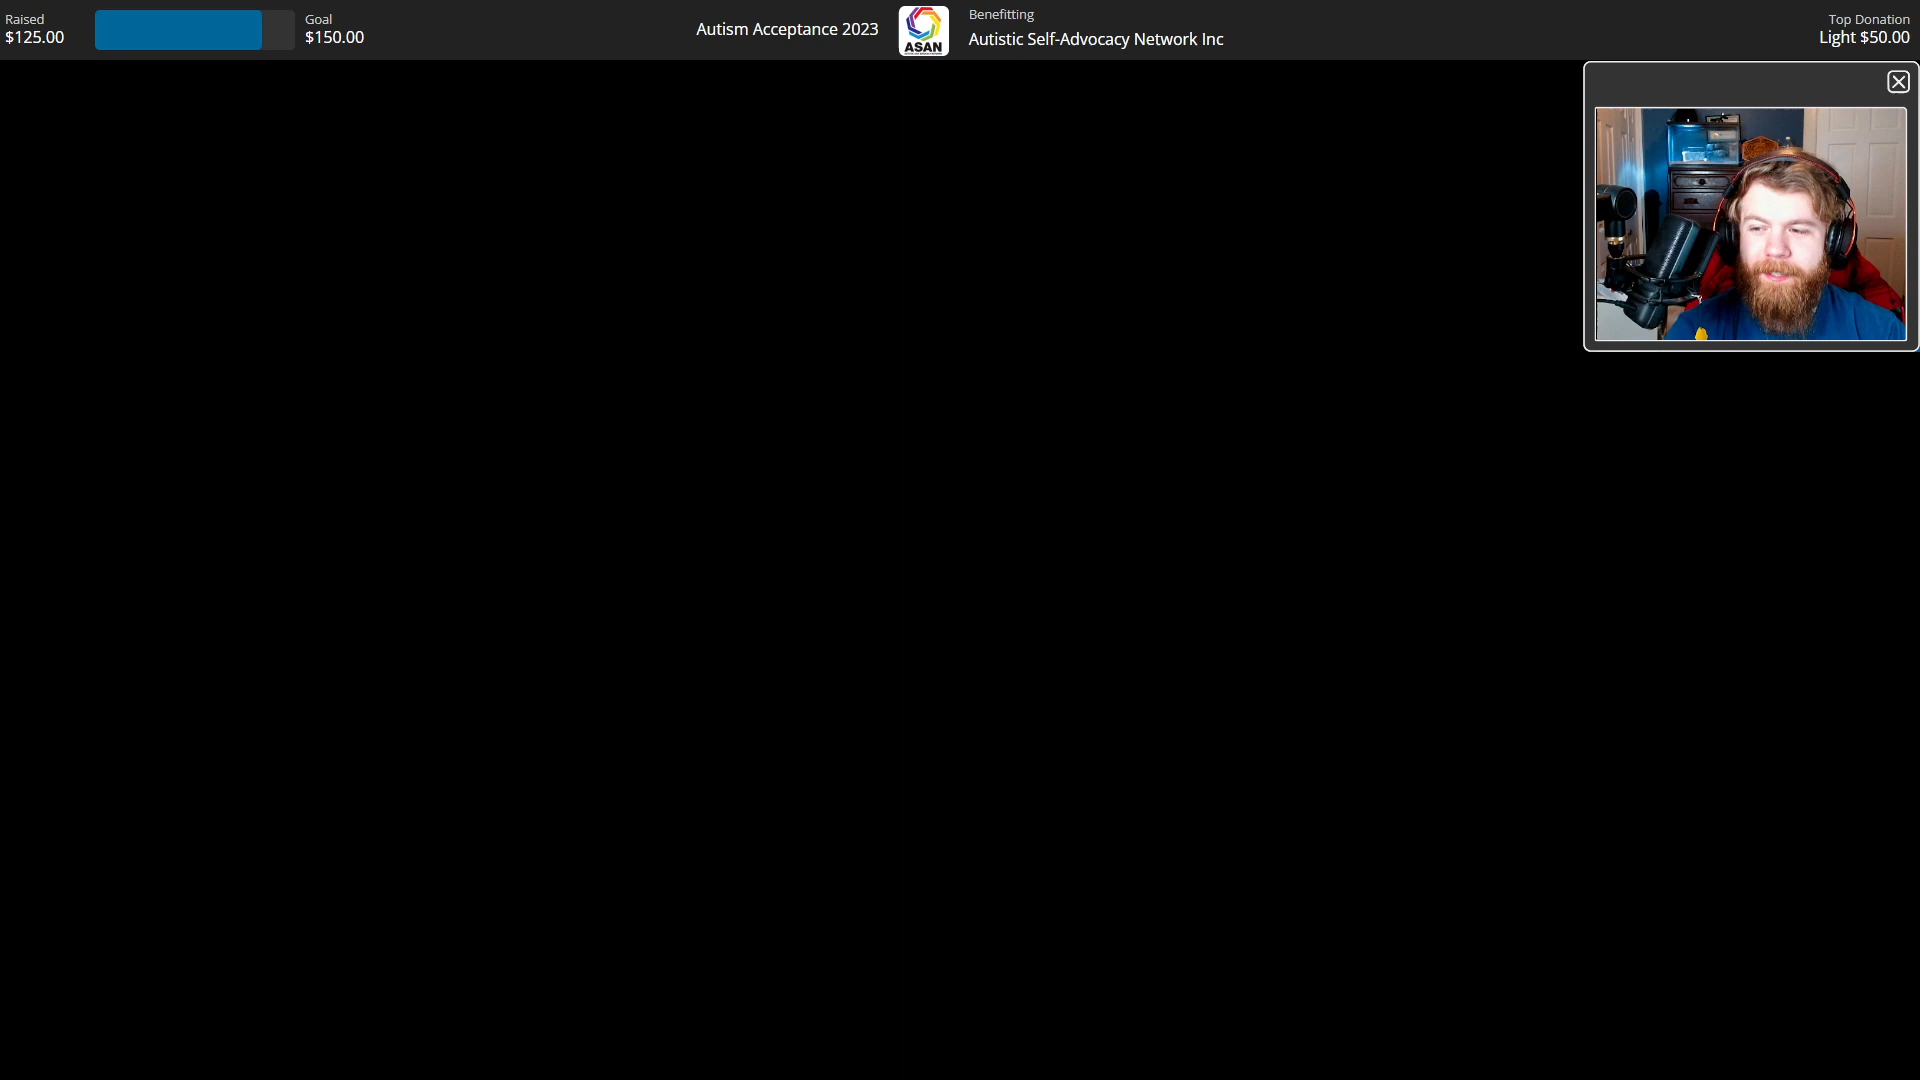 Raised
$125.00
Goal
$150.00
Autism Acceptance 2023
ASAN
Benefitting
Autistic Self-Advocacy Network Inc
Top Donation
Light $50.00